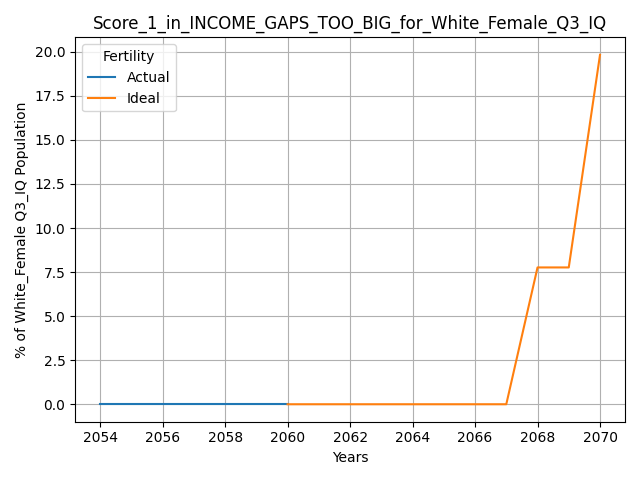 Score_1_in_INCOME_GAPS_TOO_BIG_for_White_Female_Q3_IQ
Fertility
Actual
Ideal
% of White_Female Q3_IQ Population
20.0
17.5
15.0
12.5
10.0
7.5
5.0
2.5
0.0
2054 2056 2058 2060 2062 2064 2066 2068 2070
Years